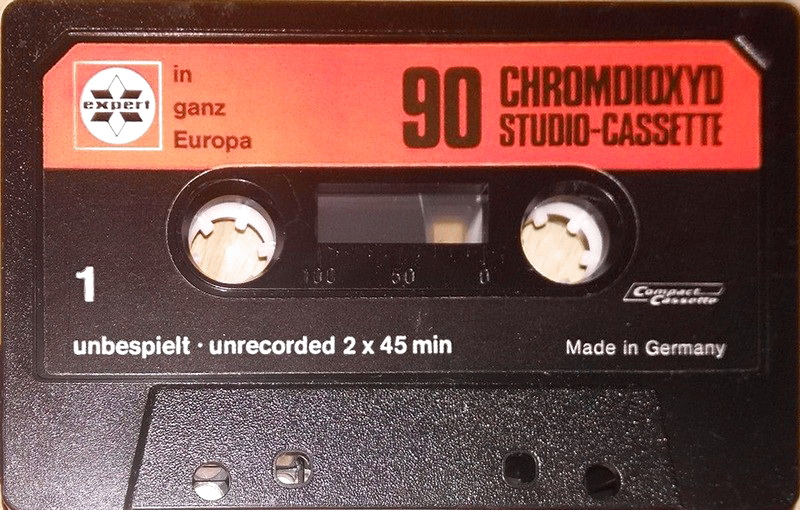 expert
in
ganz
Europa
90 CHROMDIOXYD
STUDIO-CASSETTE
100 50 0
1
Compact
Cassette
unbespielt · unrecorded 2 x 45 min
Made in Germany